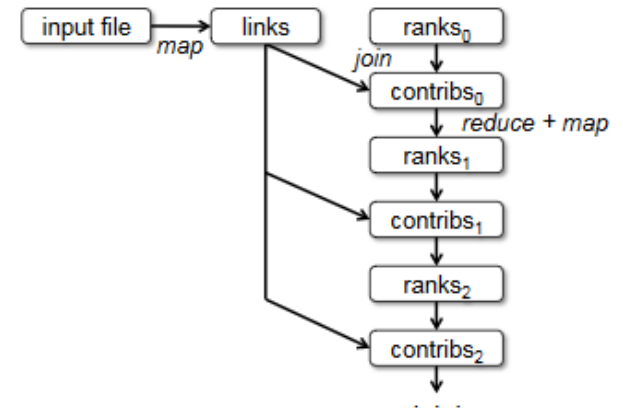 input file
map
links
ranks₀
join
contribs₀
reduce + map
ranks₁
contribs₁
ranks₂
contribs₂